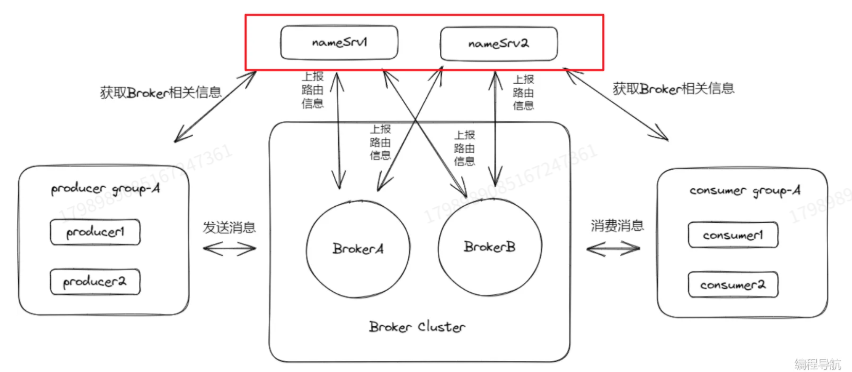 nameSrv1
nameSrv2
获取Broker相关信息
上报
路由
信息
上报
路由
信息
获取Broker相关信息
上报
路由
信息
上报
路由
信息
producer group-A
producer1
producer2
发送消息
BrokerA
BrokerB
Broker Cluster
消费消息
consumer group-A
consumer1
consumer2
编程导航